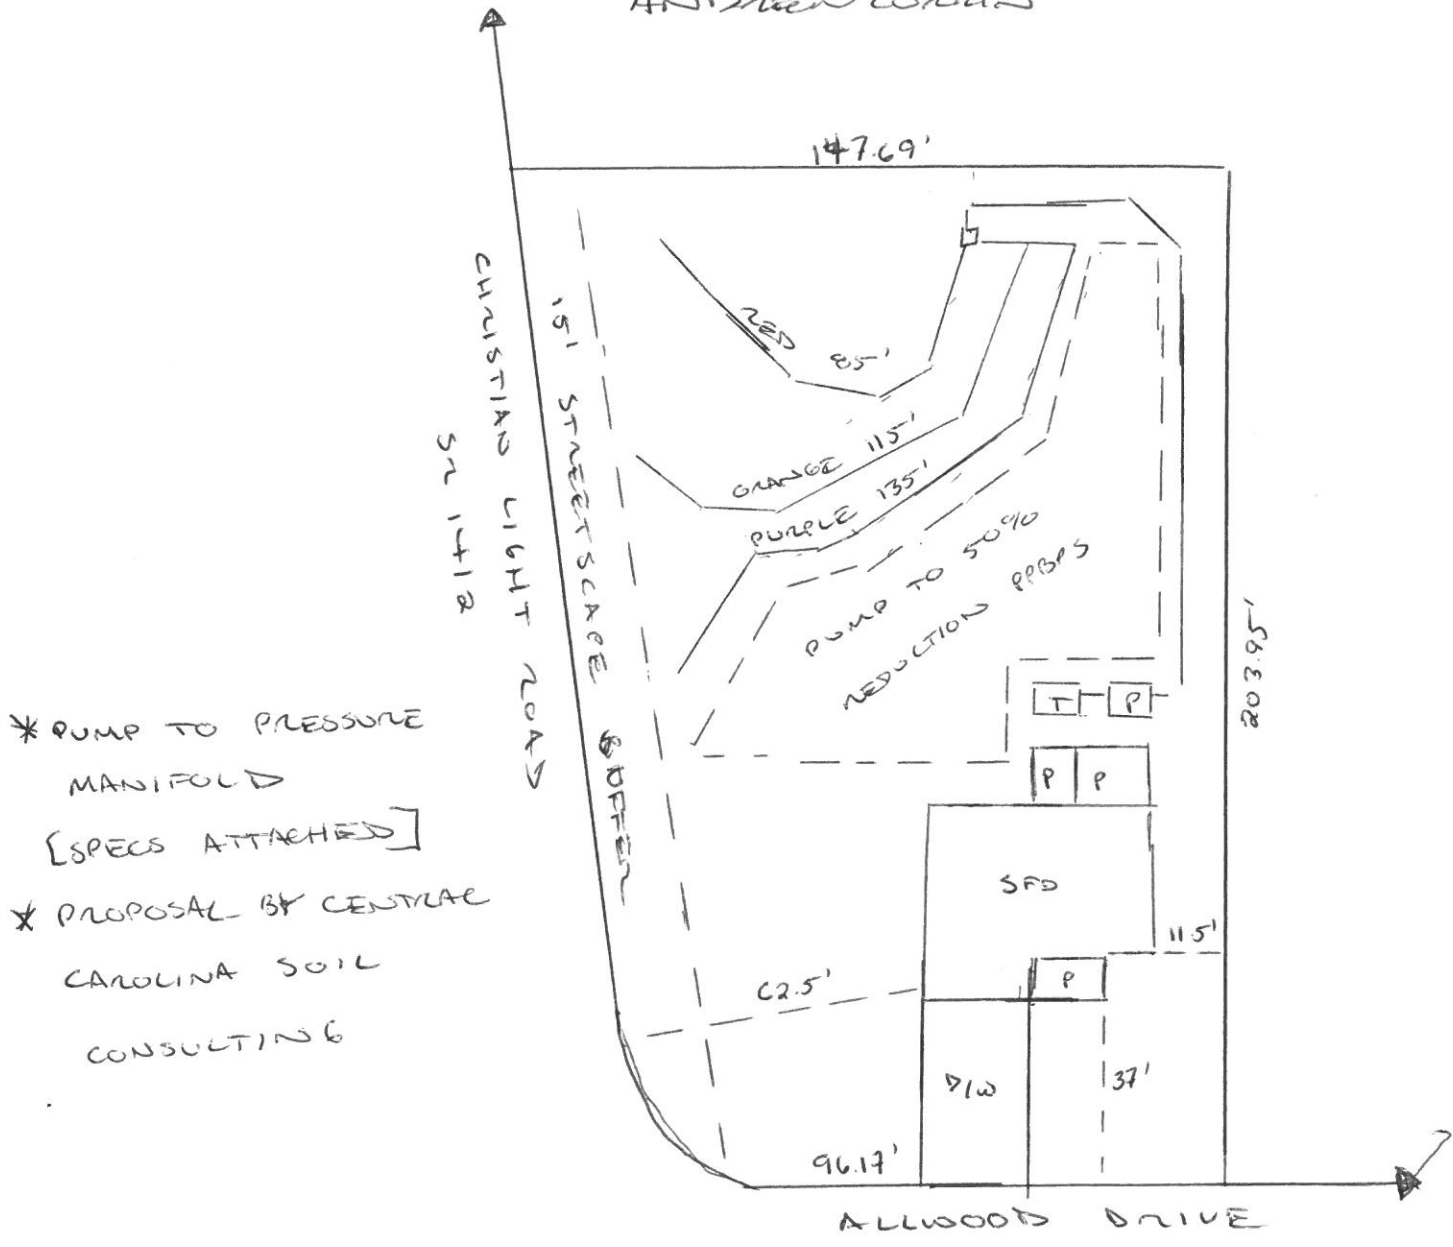 147.69'
CHRISTIAN LIGHT ROAD
SR 1412
15' STREETSCAPE BUFFER
RED 85'
ORANGE 115'
PURPLE 135'
PUMP TO 50%
REDUCTION PPBPS
203.95'
T
P
P
P
SFD
11.5'
P
62.5'
D/W
37'
96.17'
ALLWOOD DRIVE
* PUMP TO PRESSURE
MANIFOLD
[SPECS ATTACHED]
* PROPOSAL BY CENTRAL
CAROLINA SOIL
CONSULTING